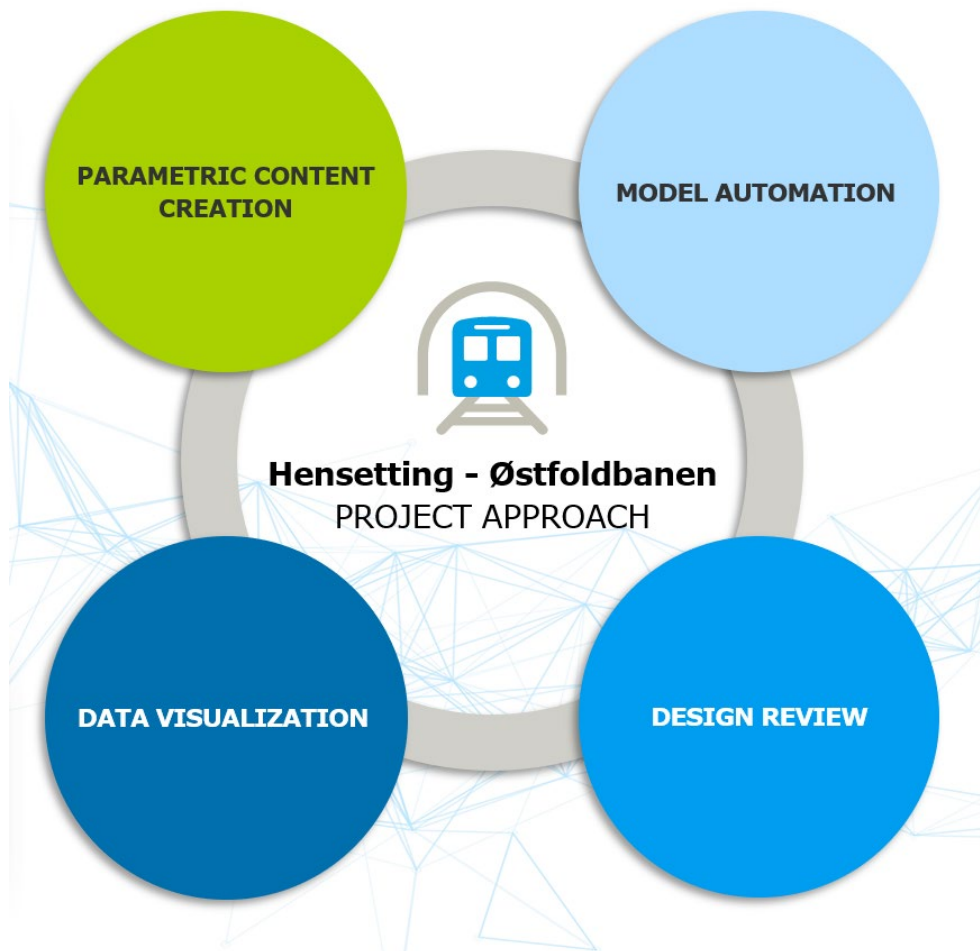 PARAMETRIC CONTENT
CREATION
MODEL AUTOMATION
Hensetting - Østfoldbanen
PROJECT APPROACH
DATA VISUALIZATION
DESIGN REVIEW